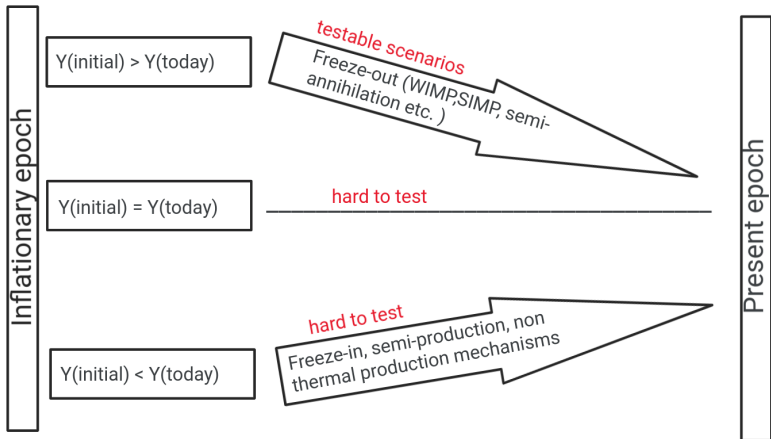 Inflationary epoch
Y(initial) > Y(today)
testable scenarios
Freeze-out (WIMP,SIMP, semi-
annihilation etc. )
Y(initial) = Y(today)
hard to test
Y(initial) < Y(today)
hard to test
Freeze-in, semi-production, non
thermal production mechanisms
Present epoch